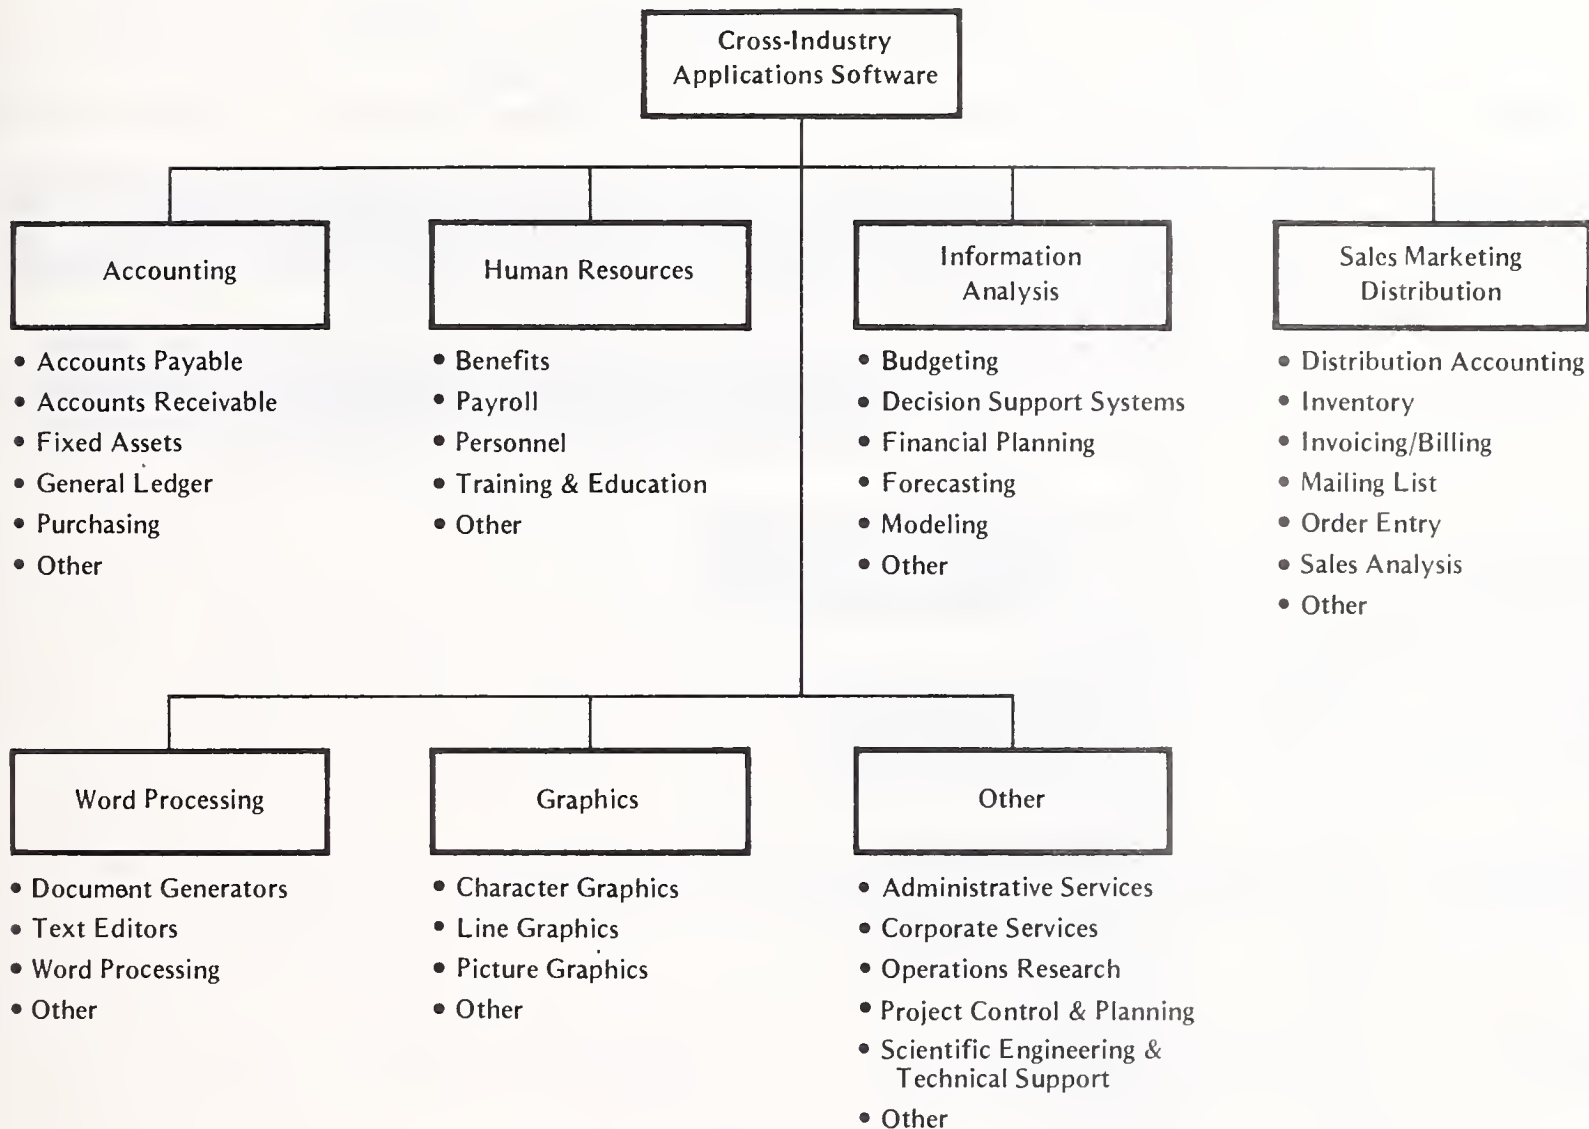 Cross-Industry
Applications Software
Accounting
• Accounts Payable
• Accounts Receivable
• Fixed Assets
• General Ledger
• Purchasing
• Other
Human Resources
• Benefits
• Payroll
• Personnel
• Training & Education
• Other
Information
Analysis
• Budgeting
• Decision Support Systems
• Financial Planning
• Forecasting
• Modeling
• Other
Sales Marketing
Distribution
• Distribution Accounting
• Inventory
• Invoicing/Billing
• Mailing List
• Order Entry
• Sales Analysis
• Other
Word Processing
• Document Generators
• Text Editors
• Word Processing
• Other
Graphics
• Character Graphics
• Line Graphics
• Picture Graphics
• Other
Other
• Administrative Services
• Corporate Services
• Operations Research
• Project Control & Planning
• Scientific Engineering &
Technical Support
• Other